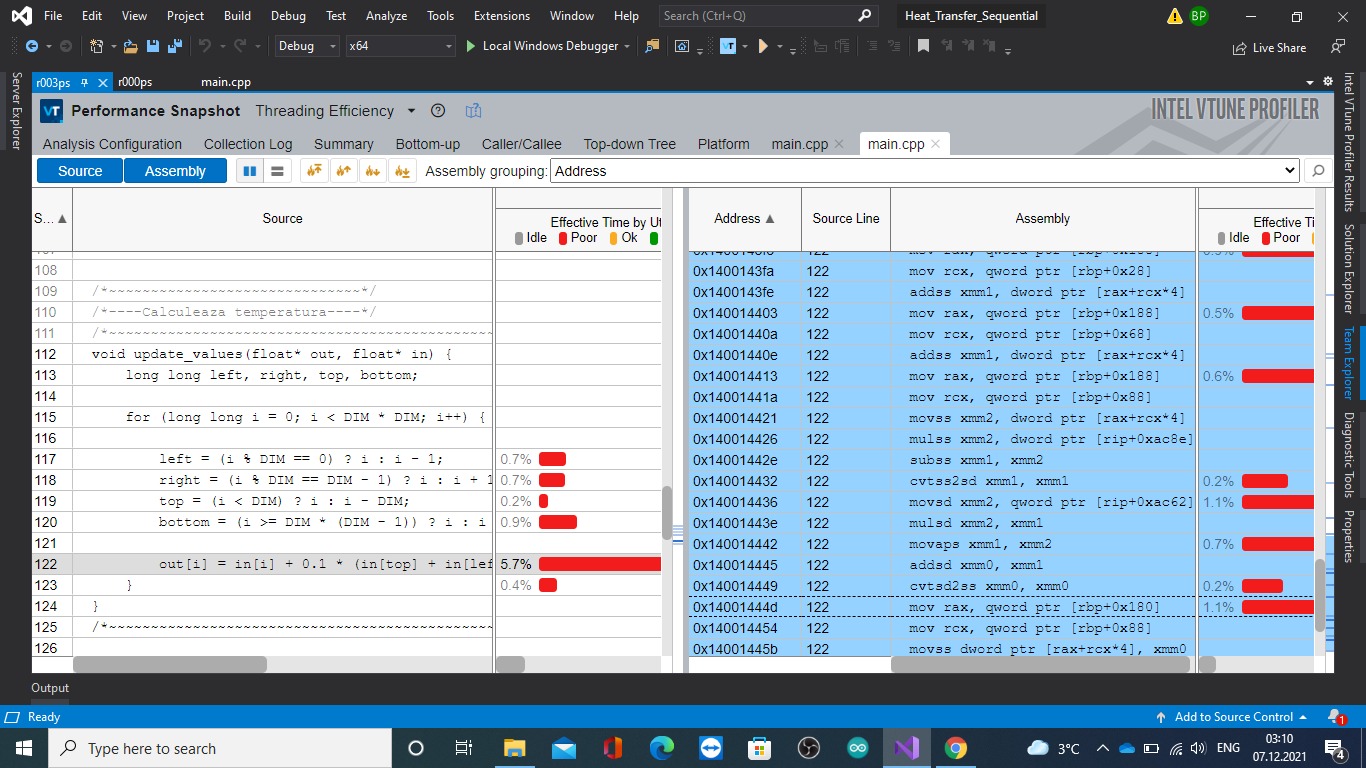 File Edit View Project Build Debug Test Analyze Tools Extensions Window Help Search (Ctrl+Q) Heat_Transfer_Sequential BP
Debug x64 Local Windows Debugger VT Live Share
r003ps r000ps main.cpp
VT Performance Snapshot Threading Efficiency ? INTEL VTUNE PROFILER
Analysis Configuration Collection Log Summary Bottom-up Caller/Callee Top-down Tree Platform main.cpp main.cpp
Source Assembly Assembly grouping: Address
S... Source Effective Time by Ut
Idle Poor Ok
Address Source Line Assembly Effective Ti
Idle Poor
108
109 /*~~~~~~~~~~~~~~~~~~~~~~~~~~~~~~*/
110 /*----Calculeaza temperatura----*/
111 /*~~~~~~~~~~~~~~~~~~~~~~~~~~~~~~~~~~~~~~~~~~~~~~
112 void update_values(float* out, float* in) {
113 long long left, right, top, bottom;
114
115 for (long long i = 0; i < DIM * DIM; i++) {
116
117 left = (i % DIM == 0) ? i : i - 1; 0.7%
118 right = (i % DIM == DIM - 1) ? i : i + 1 0.7%
119 top = (i < DIM) ? i : i - DIM; 0.2%
120 bottom = (i >= DIM * (DIM - 1)) ? i : i 0.9%
121
122 out[i] = in[i] + 0.1 * (in[top] + in[lef 5.7%
123 } 0.4%
124 }
125 /*~~~~~~~~~~~~~~~~~~~~~~~~~~~~~~~~~~~~~~~~~~~~~~
126
0x1400143fa 122 mov rcx, qword ptr [rbp+0x28]
0x1400143fe 122 addss xmm1, dword ptr [rax+rcx*4]
0x140014403 122 mov rax, qword ptr [rbp+0x188] 0.5%
0x14001440a 122 mov rcx, qword ptr [rbp+0x68]
0x14001440e 122 addss xmm1, dword ptr [rax+rcx*4]
0x140014413 122 mov rax, qword ptr [rbp+0x188] 0.6%
0x14001441a 122 mov rcx, qword ptr [rbp+0x88]
0x140014421 122 movss xmm2, dword ptr [rax+rcx*4]
0x140014426 122 mulss xmm2, dword ptr [rip+0xac8e]
0x14001442e 122 subss xmm1, xmm2
0x140014432 122 cvtss2sd xmm1, xmm1 0.2%
0x140014436 122 movsd xmm2, qword ptr [rip+0xac62] 1.1%
0x14001443e 122 mulsd xmm2, xmm1
0x140014442 122 movaps xmm1, xmm2 0.7%
0x140014445 122 addsd xmm0, xmm1
0x140014449 122 cvtsd2ss xmm0, xmm0 0.2%
0x14001444d 122 mov rax, qword ptr [rbp+0x180] 1.1%
0x140014454 122 mov rcx, qword ptr [rbp+0x88]
0x14001445b 122 movss dword ptr [rax+rcx*4], xmm0
Server Explorer
Intel VTune Profiler Results
Solution Explorer
Team Explorer
Diagnostic Tools
Properties
Output
Ready Add to Source Control 1
Type here to search 3°C ENG 03:10
07.12.2021 4